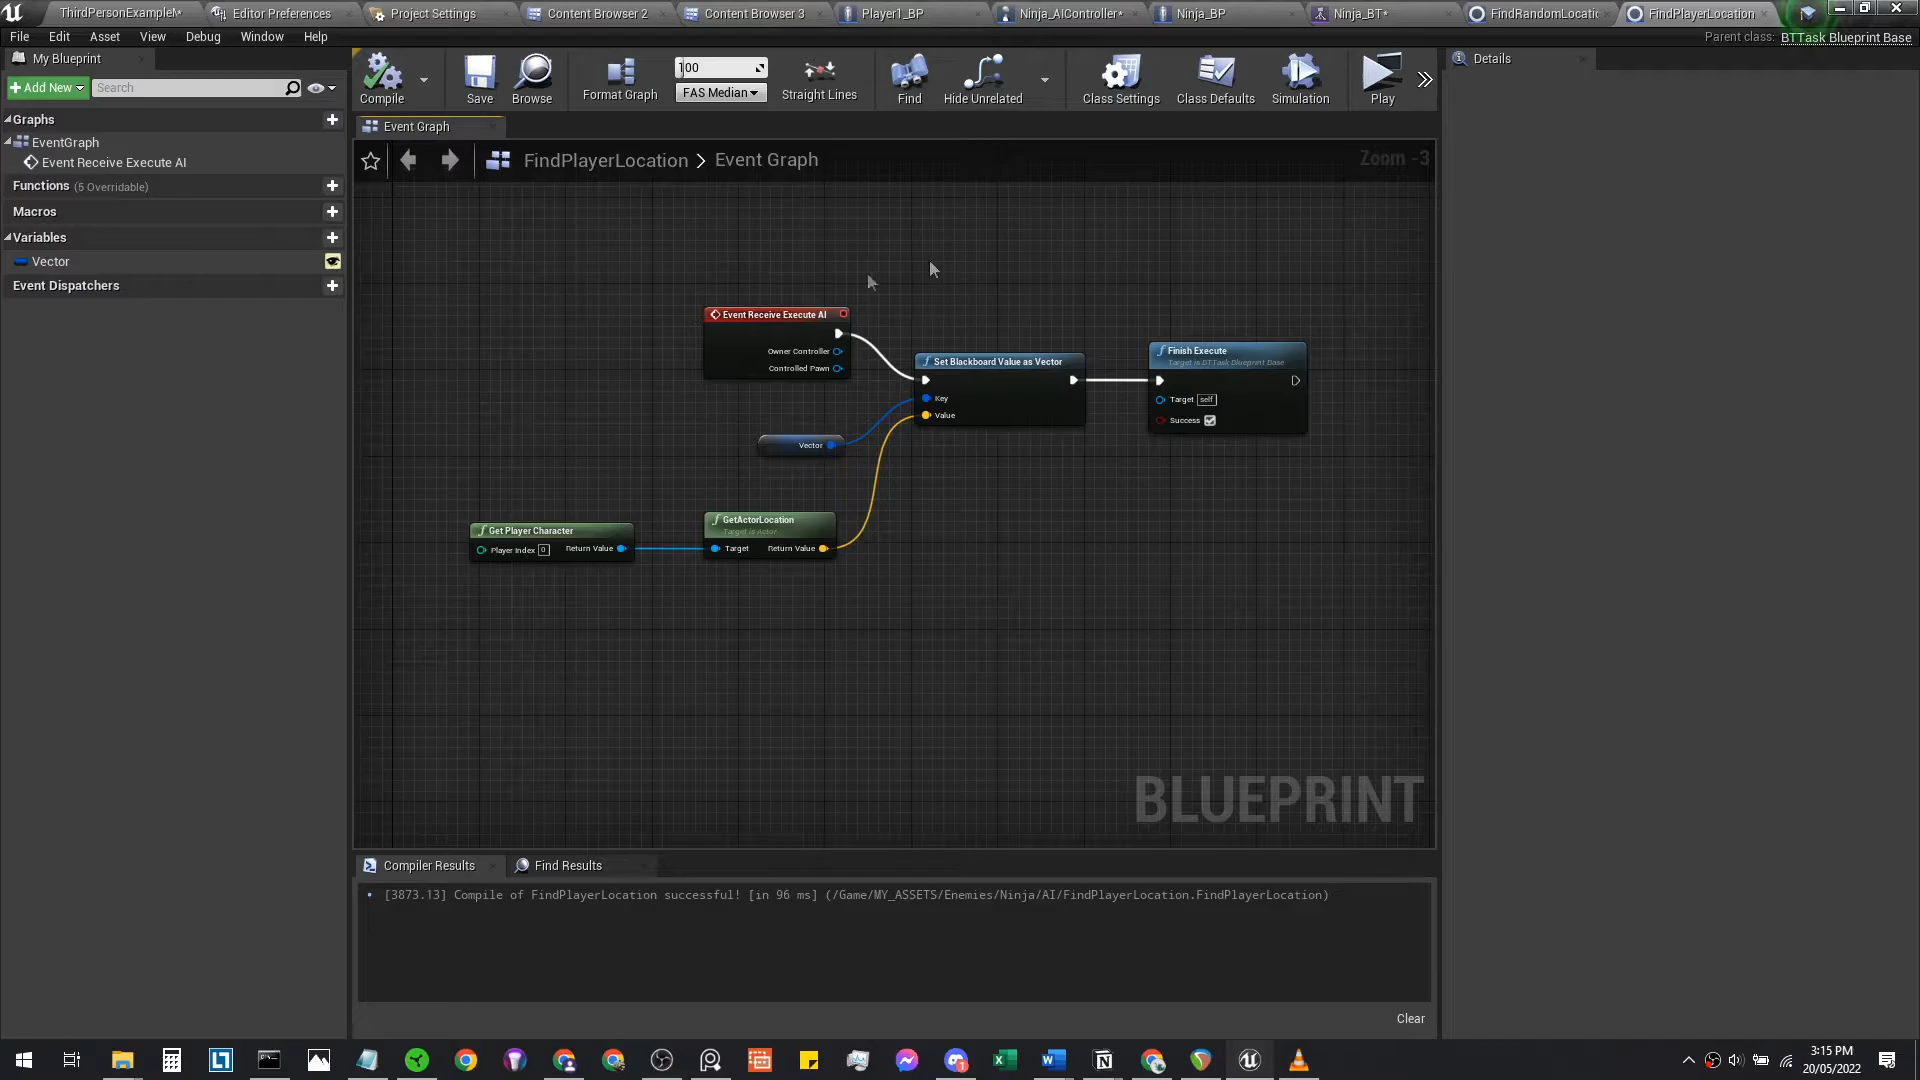 ThirdPersonExampleM*
Editor Preferences
Project Settings
Content Browser 2
Content Browser 3
Player1_BP
Ninja_AIController*
Ninja_BP
Ninja_BT*
FindRandomLocatic
FindPlayerLocation
File Edit Asset View Debug Window Help
Parent class: BTTask Blueprint Base
My Blueprint
Add New
Search
Graphs
EventGraph
Event Receive Execute AI
Functions (5 Overridable)
Macros
Variables
Vector
Event Dispatchers
Compile
Save
Browse
Format Graph
100
FAS Median
Straight Lines
Find
Hide Unrelated
Class Settings
Class Defaults
Simulation
Play
Details
Event Graph
FindPlayerLocation > Event Graph
Zoom -3
Event Receive Execute AI
Owner Controller
Controlled Pawn
Set Blackboard Value as Vector
Key
Value
Finish Execute
Target is BTTask Blueprint Base
Target self
Success
Vector
Get Player Character
Player Index 0 Return Value
GetActorLocation
Target is Actor
Target Return Value
BLUEPRINT
Compiler Results
Find Results
[3873.13] Compile of FindPlayerLocation successful! [in 96 ms] (/Game/MY_ASSETS/Enemies/Ninja/AI/FindPlayerLocation.FindPlayerLocation)
Clear
3:15 PM
20/05/2022